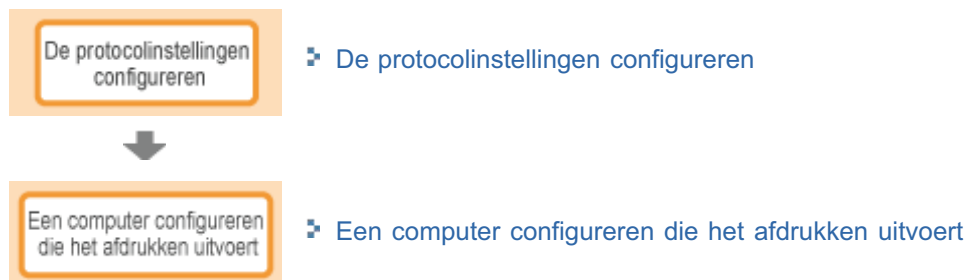 De protocolinstellingen
configureren
De protocolinstellingen configureren
Een computer configureren
die het afdrukken uitvoert
Een computer configureren die het afdrukken uitvoert